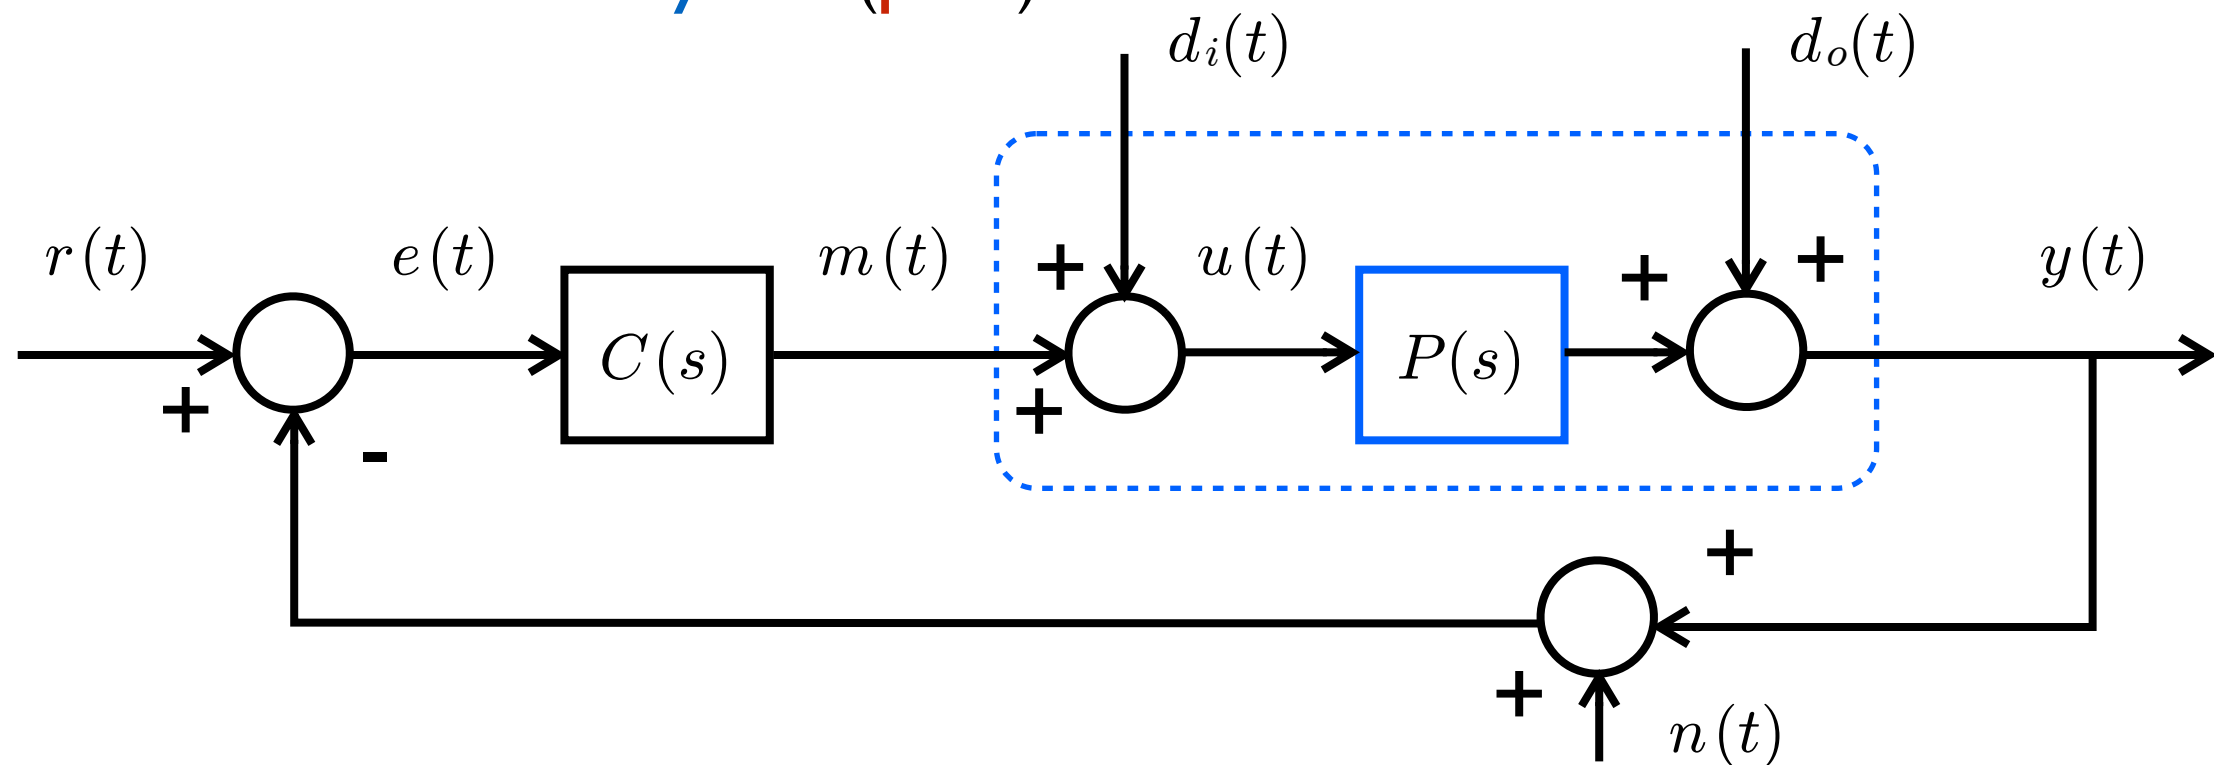 d_i(t) d_o(t)
r(t) e(t) m(t) + u(t) + + y(t)
C(s) P(s)
+ - +
+
+ n(t)